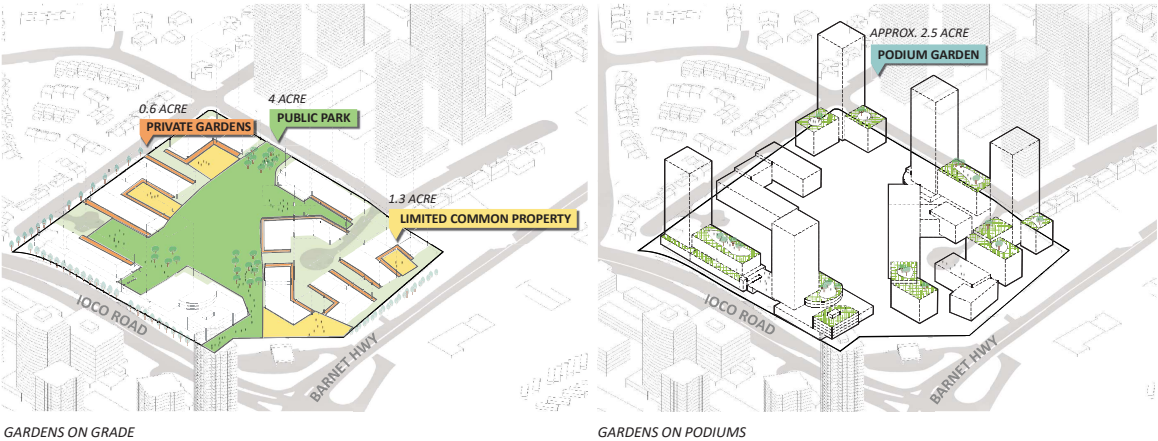 0.6 ACRE
PRIVATE GARDENS
4 ACRE
PUBLIC PARK
1.3 ACRE
LIMITED COMMON PROPERTY
IOCO ROAD
BARNET HWY
GARDENS ON GRADE
APPROX. 2.5 ACRE
PODIUM GARDEN
IOCO ROAD
BARNET HWY
GARDENS ON PODIUMS